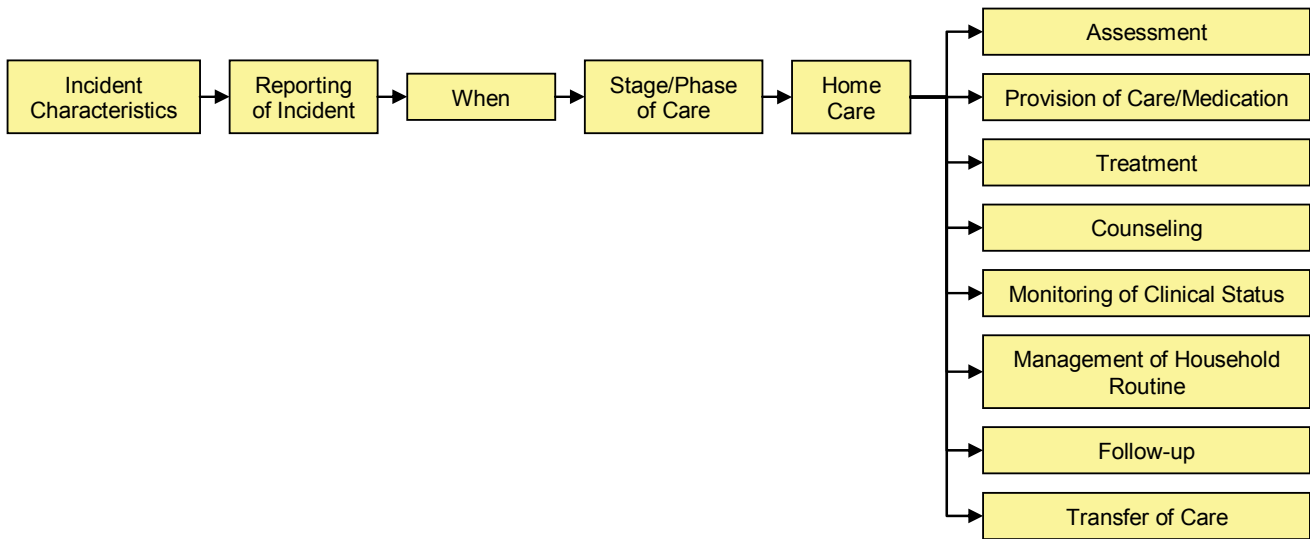 Incident
Characteristics
Reporting
of Incident
When
Stage/Phase
of Care
Home
Care
Assessment
Provision of Care/Medication
Treatment
Counseling
Monitoring of Clinical Status
Management of Household
Routine
Follow-up
Transfer of Care